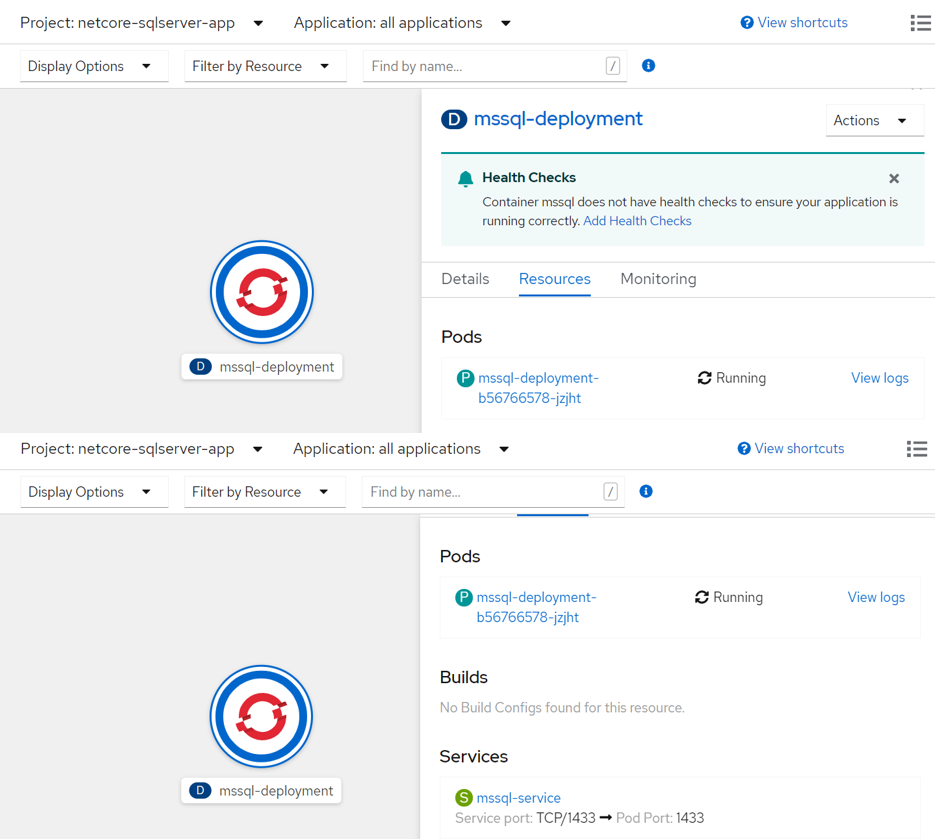 Project: netcore-sqlserver-app Application: all applications View shortcuts
Display Options Filter by Resource Find by name... /
D mssql-deployment Actions
Health Checks
Container mssql does not have health checks to ensure your application is
running correctly. Add Health Checks
Details Resources Monitoring
Pods
P mssql-deployment-
b56766578-jzjht Running View logs
D mssql-deployment
Project: netcore-sqlserver-app Application: all applications View shortcuts
Display Options Filter by Resource Find by name... /
Pods
P mssql-deployment-
b56766578-jzjht Running View logs
Builds
No Build Configs found for this resource.
Services
S mssql-service
Service port: TCP/1433 ➞ Pod Port: 1433
D mssql-deployment